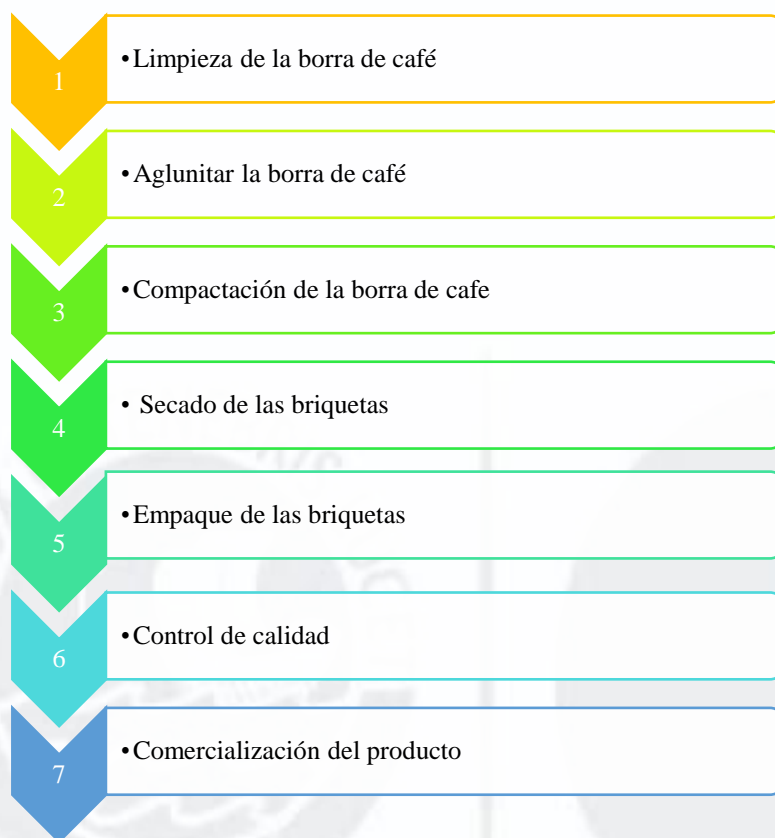 1
•Limpieza de la borra de café
2
•Aglunitar la borra de café
3
•Compactación de la borra de cafe
4
• Secado de las briquetas
5
•Empaque de las briquetas
6
•Control de calidad
7
•Comercialización del producto